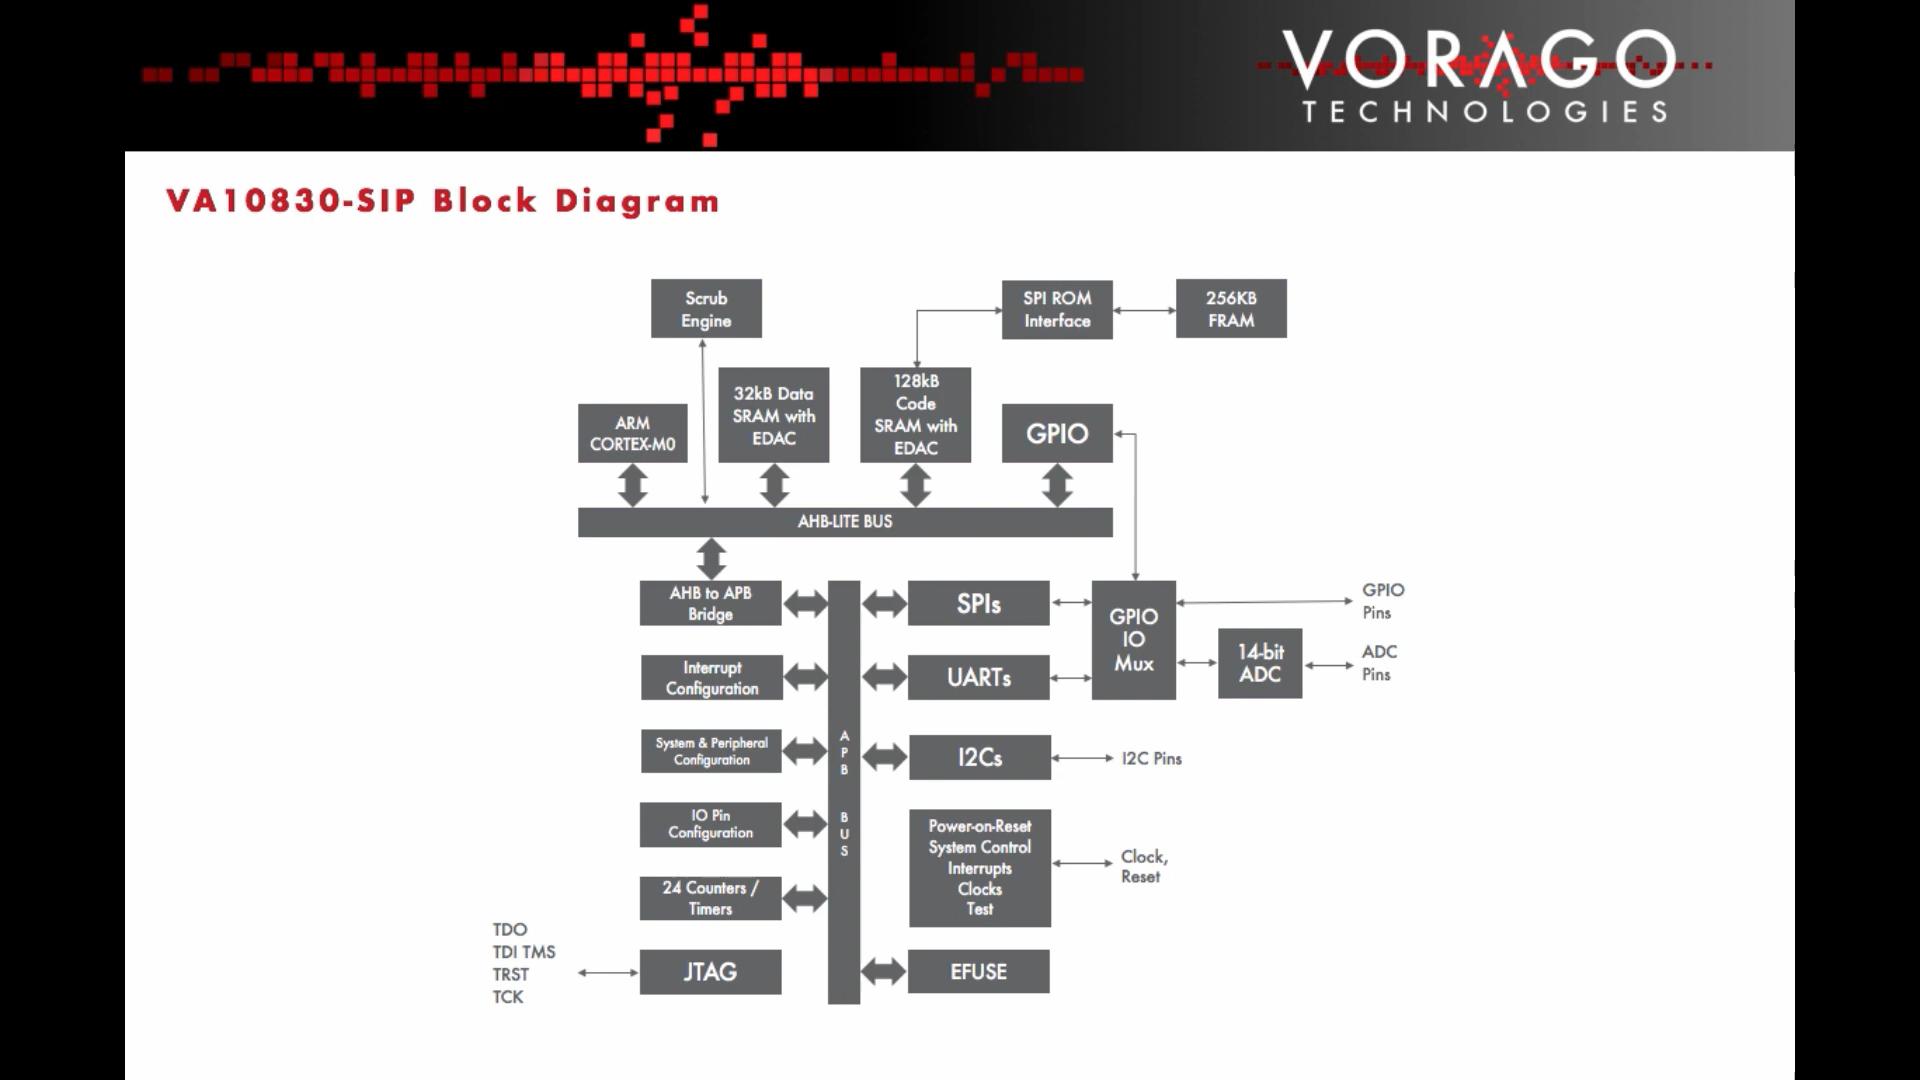 VORAGO
TECHNOLOGIES
VA10830-SIP Block Diagram
Scrub
Engine
SPI ROM
Interface
256KB
FRAM
ARM
CORTEX-M0
32kB Data
SRAM with
EDAC
128kB
Code
SRAM with
EDAC
GPIO
AHB-LITE BUS
AHB to APB
Bridge
Interrupt
Configuration
System & Peripheral
Configuration
IO Pin
Configuration
24 Counters /
Timers
JTAG
TDO
TDI TMS
TRST
TCK
APB BUS
SPIs
UARTs
I2Cs
Power-on-Reset
System Control
Interrupts
Clocks
Test
EFUSE
GPIO
IO
Mux
14-bit
ADC
GPIO
Pins
ADC
Pins
I2C Pins
Clock,
Reset